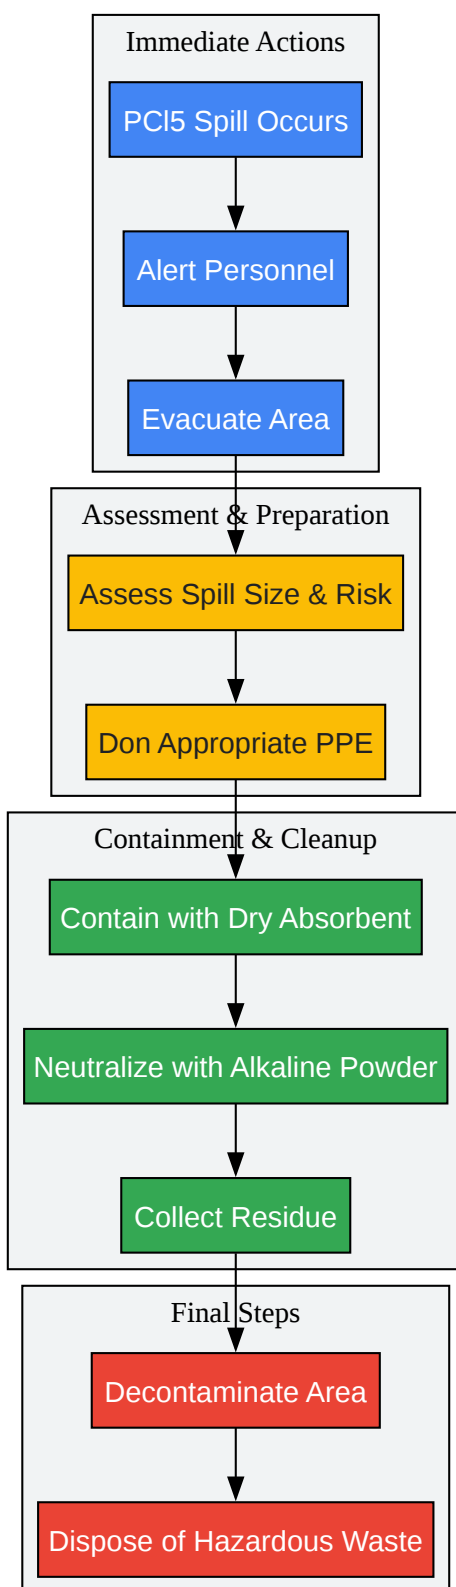 Immediate Actions
PCl5 Spill Occurs
Alert Personnel
Evacuate Area
Assessment & Preparation
Assess Spill Size & Risk
Don Appropriate PPE
Containment & Cleanup
Contain with Dry Absorbent
Neutralize with Alkaline Powder
Collect Residue
Final Steps
Decontaminate Area
Dispose of Hazardous Waste